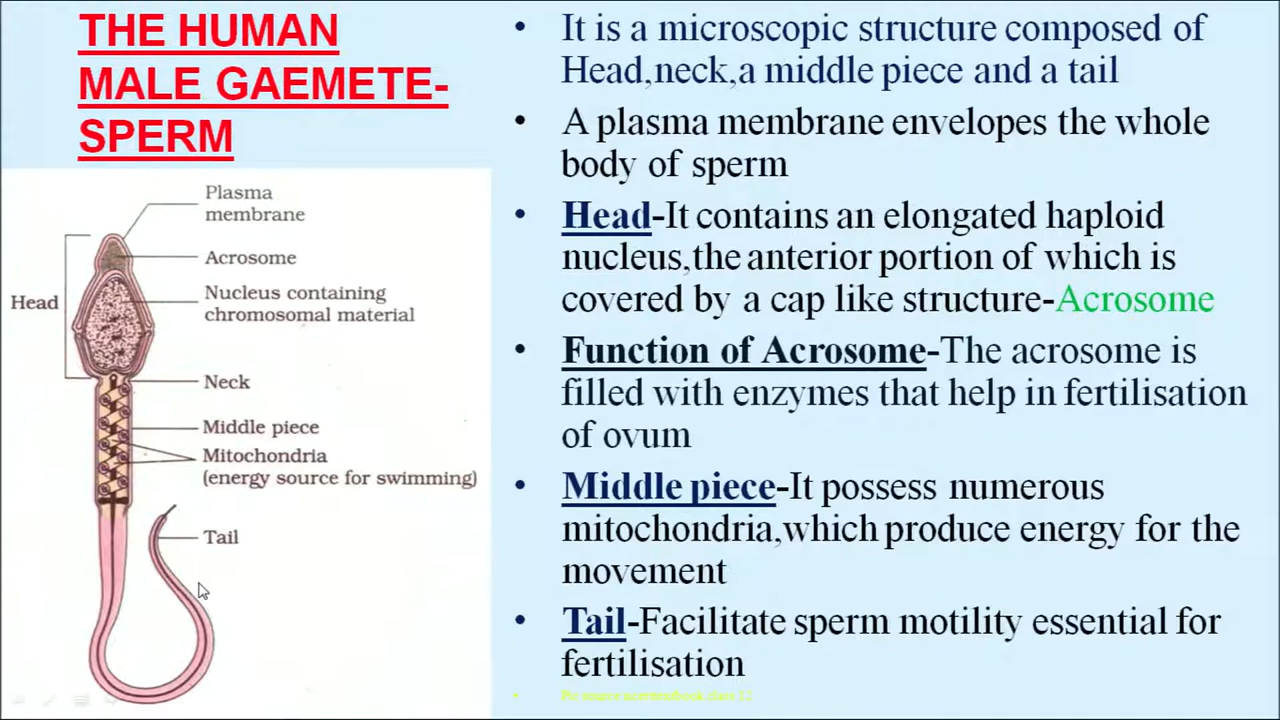 THE HUMAN
MALE GAEMETE-
SPERM
Plasma
membrane
Acrosome
Head
Nucleus containing
chromosomal material
Neck
Middle piece
Mitochondria
(energy source for swimming)
Tail
• It is a microscopic structure composed of
Head,neck,a middle piece and a tail
• A plasma membrane envelopes the whole
body of sperm
• Head-It contains an elongated haploid
nucleus,the anterior portion of which is
covered by a cap like structure-Acrosome
• Function of Acrosome-The acrosome is
filled with enzymes that help in fertilisation
of ovum
• Middle piece-It possess numerous
mitochondria,which produce energy for the
movement
• Tail-Facilitate sperm motility essential for
fertilisation
• Pic source class 12